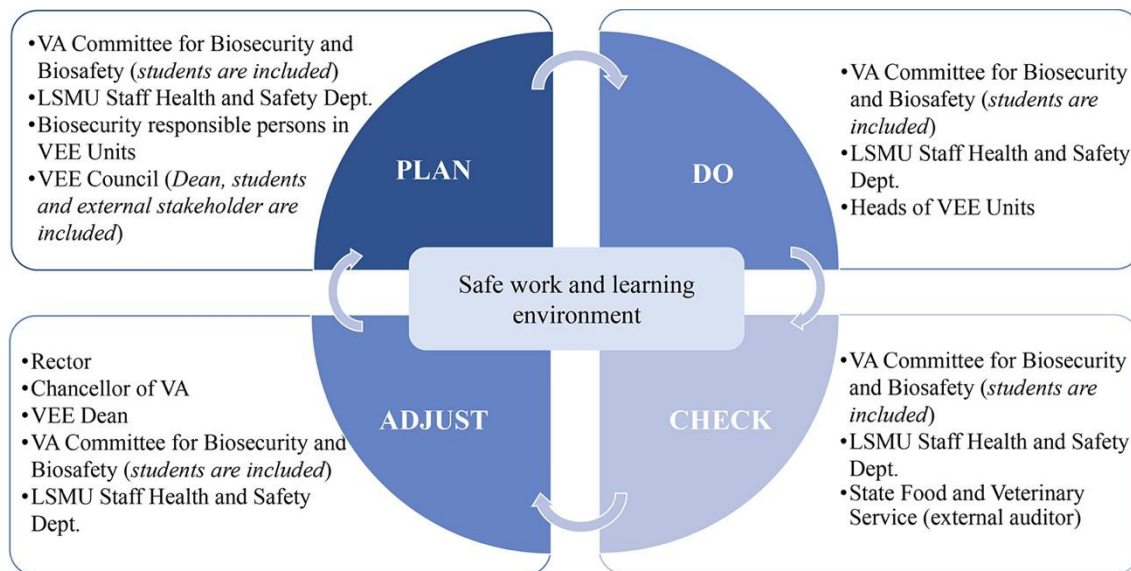 •VA Committee for Biosecurity and
Biosafety (students are included)
•LSMU Staff Health and Safety Dept.
•Biosecurity responsible persons in
VEE Units
•VEE Council (Dean, students
and external stakeholder are
included)
PLAN
DO
•VA Committee for Biosecurity
and Biosafety (students are
included)
•LSMU Staff Health and Safety
Dept.
•Heads of VEE Units
Safe work and learning
environment
•Rector
•Chancellor of VA
•VEE Dean
•VA Committee for Biosecurity and
Biosafety (students are included)
•LSMU Staff Health and Safety
Dept.
ADJUST
CHECK
•VA Committee for Biosecurity
and Biosafety (students are
included)
•LSMU Staff Health and Safety
Dept.
•State Food and Veterinary
Service (external auditor)